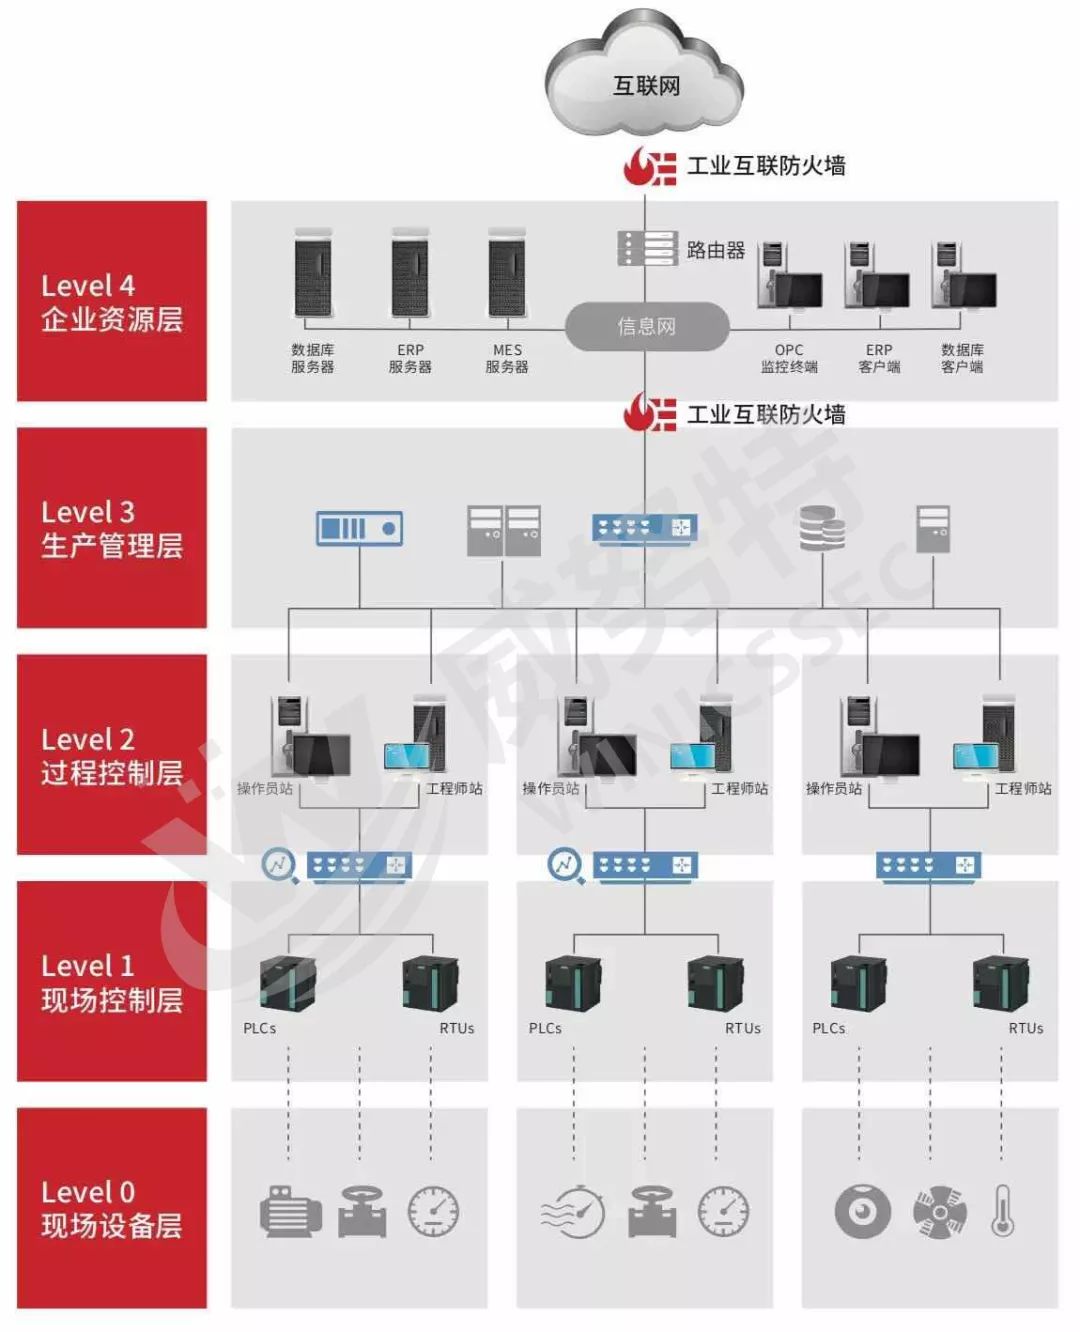 互联网
工业互联防火墙
Level 4
企业资源层
路由器
信息网
数据库
服务器
ERP
服务器
MES
服务器
OPC
监控终端
ERP
客户端
数据库
客户端
工业互联防火墙
Level 3
生产管理层
威努特
WINICSSEC
Level 2
过程控制层
操作员站
工程师站
操作员站
工程师站
操作员站
工程师站
Level 1
现场控制层
PLCs
RTUs
PLCs
RTUs
PLCs
RTUs
Level 0
现场设备层